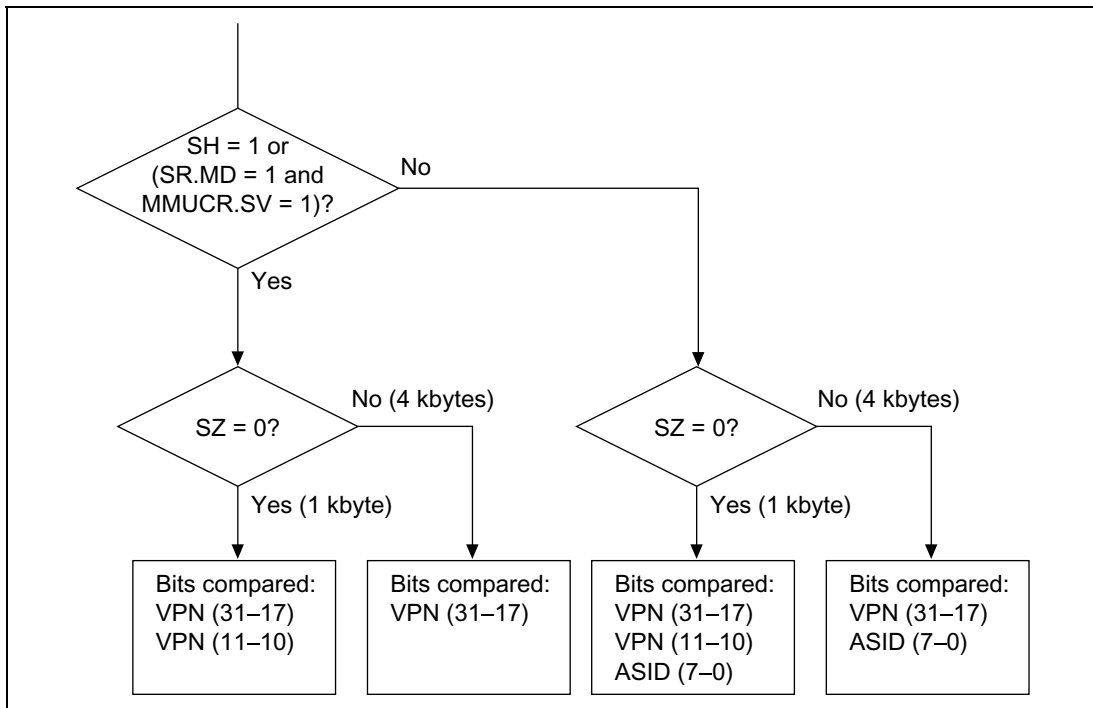 SH = 1 or
(SR.MD = 1 and
MMUCR.SV = 1)?
No
Yes
SZ = 0?
No (4 kbytes)
Yes (1 kbyte)
SZ = 0?
No (4 kbytes)
Yes (1 kbyte)
Bits compared:
VPN (31–17)
VPN (11–10)
Bits compared:
VPN (31–17)
Bits compared:
VPN (31–17)
VPN (11–10)
ASID (7–0)
Bits compared:
VPN (31–17)
ASID (7–0)